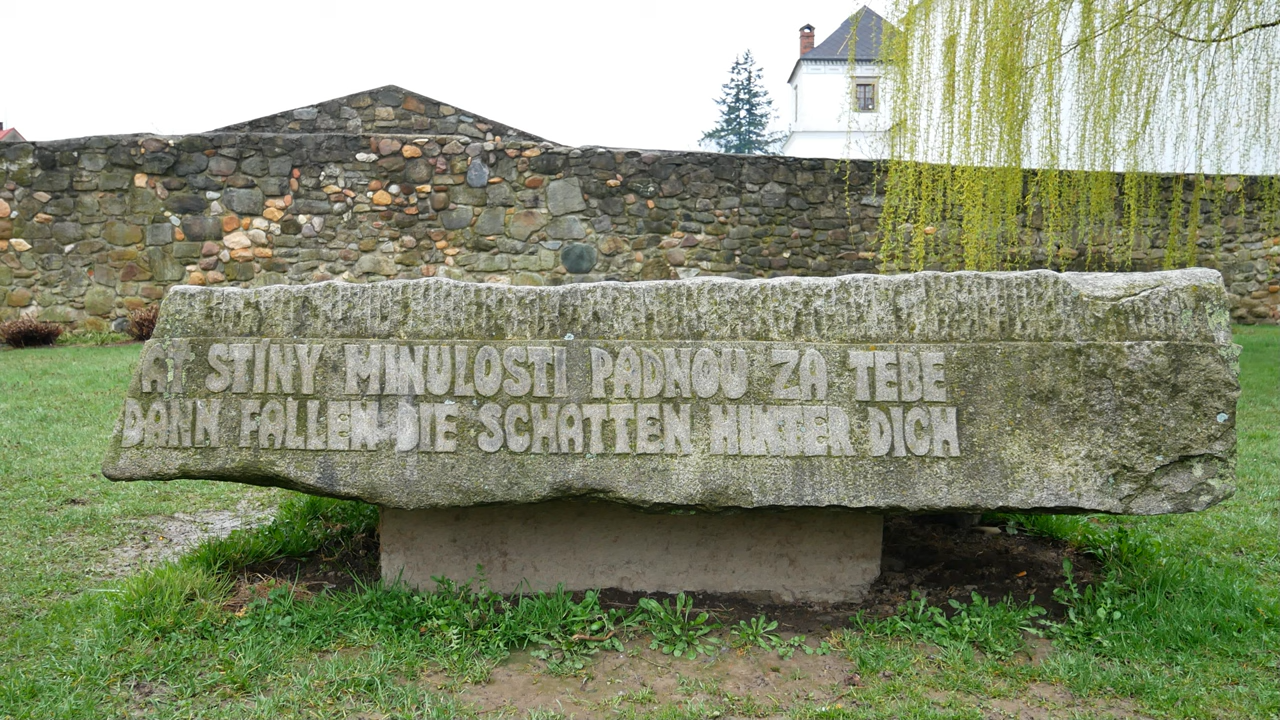 AŤ STÍNY MINULOSTI PADNOU ZA TEBE
DANN FALLEN DIE SCHATTEN HINTER DICH